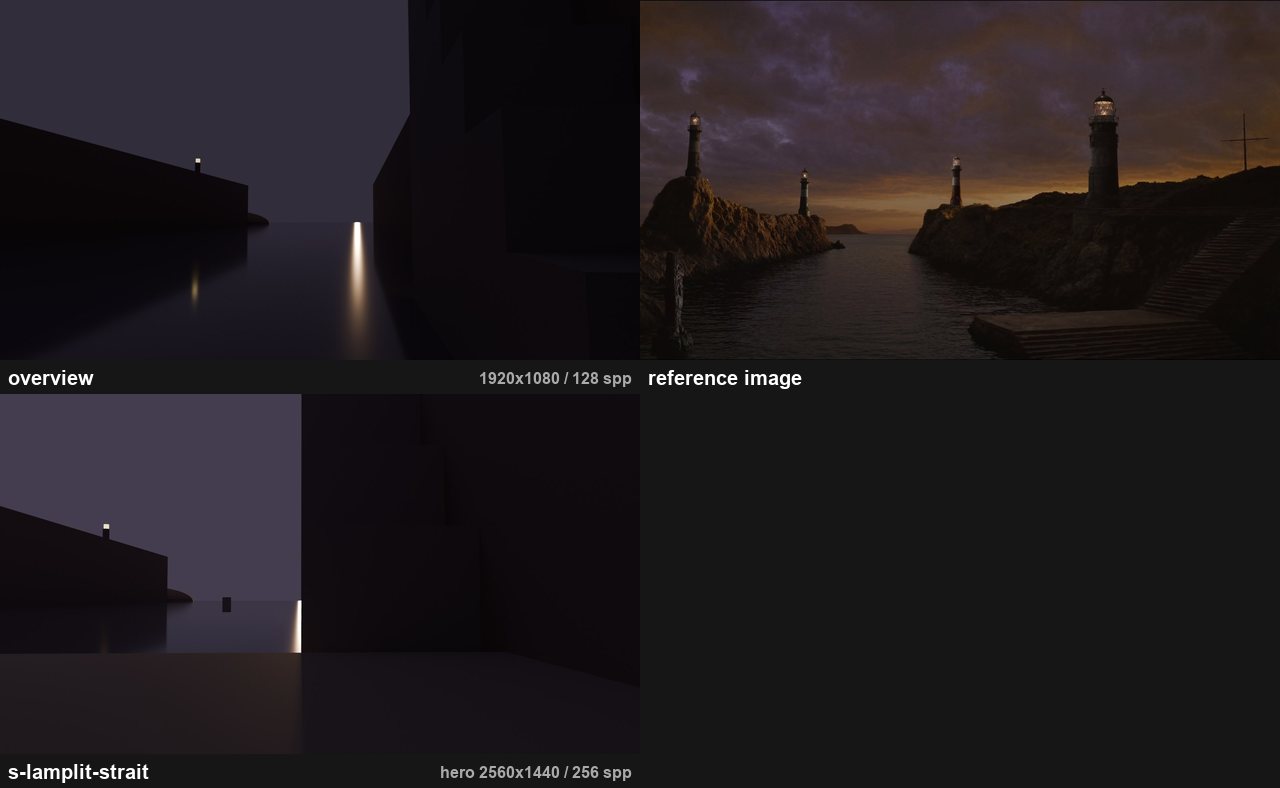 overview
1920x1080 / 128 spp
reference image
s-lamplit-strait
hero 2560x1440 / 256 spp